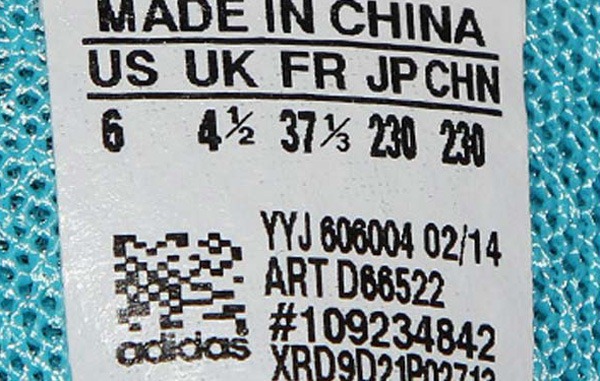 MADE IN CHINA
US UK FR JP CHN
6 4½ 37⅓ 230 230
YYJ 606004 02/14
ART D66522
#109234842
XRD9D21P02713
adidas